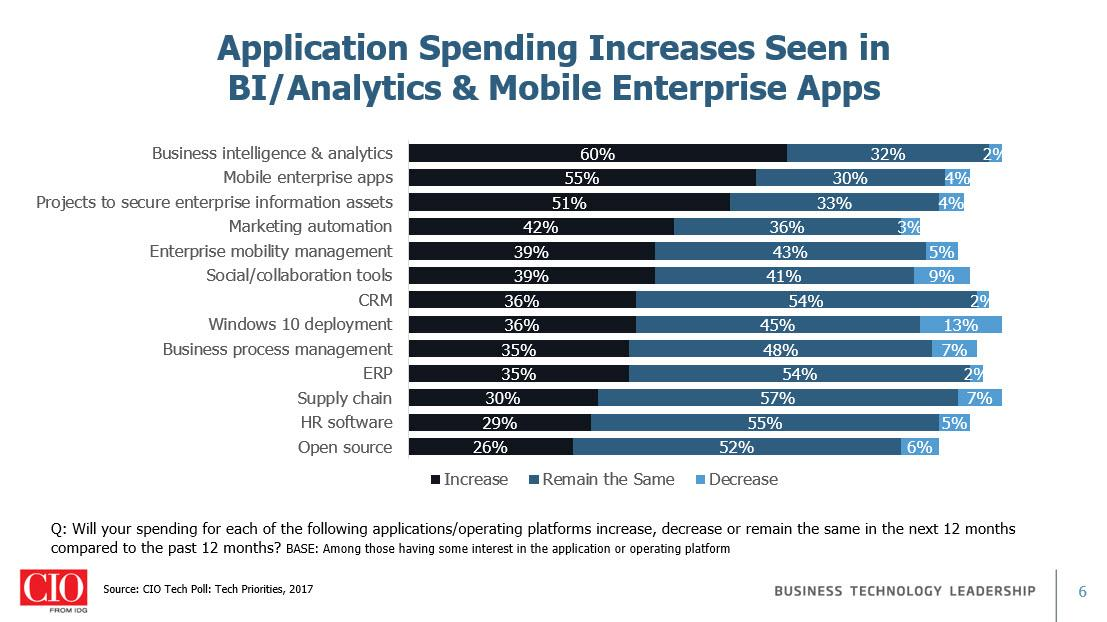 Application Spending Increases Seen in
BI/Analytics & Mobile Enterprise Apps
Business intelligence & analytics 60% 32% 2%
Mobile enterprise apps 55% 30% 4%
Projects to secure enterprise information assets 51% 33% 4%
Marketing automation 42% 36% 3%
Enterprise mobility management 39% 43% 5%
Social/collaboration tools 39% 41% 9%
CRM 36% 54% 2%
Windows 10 deployment 36% 45% 13%
Business process management 35% 48% 7%
ERP 35% 54% 2%
Supply chain 30% 57% 7%
HR software 29% 55% 5%
Open source 26% 52% 6%
Increase Remain the Same Decrease
Q: Will your spending for each of the following applications/operating platforms increase, decrease or remain the same in the next 12 months
compared to the past 12 months? BASE: Among those having some interest in the application or operating platform
CIO
FROM IDG
Source: CIO Tech Poll: Tech Priorities, 2017
BUSINESS TECHNOLOGY LEADERSHIP
6